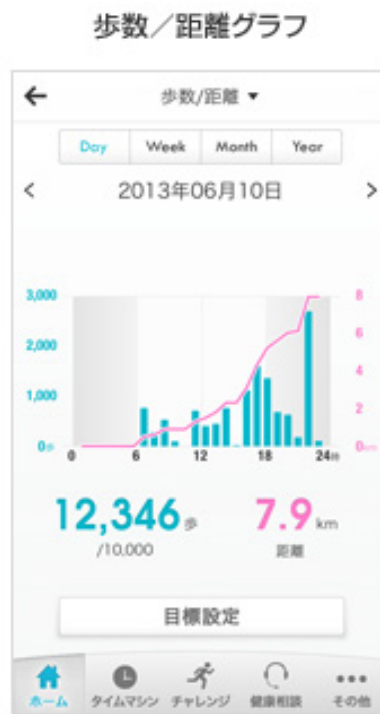 歩数／距離グラフ
歩数/距離 ▼
Day Week Month Year
< 2013年06月10日 >
3,000 8
6
2,000
4
1,000
2
0歩 0km
0 6 12 18 24時
12,346歩 7.9km
/10,000 距離
目標設定
ホーム タイムマシン チャレンジ 健康相談 その他